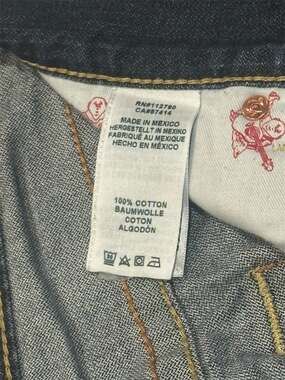 RN#112790
CA#57414
MADE IN MEXICO
HERGESTELLT IN MEXIKO
FABRIQUÉ AU MEXIQUE
HECHO EN MÉXICO
100% COTTON
BAUMWOLLE
COTON
ALGODÓN